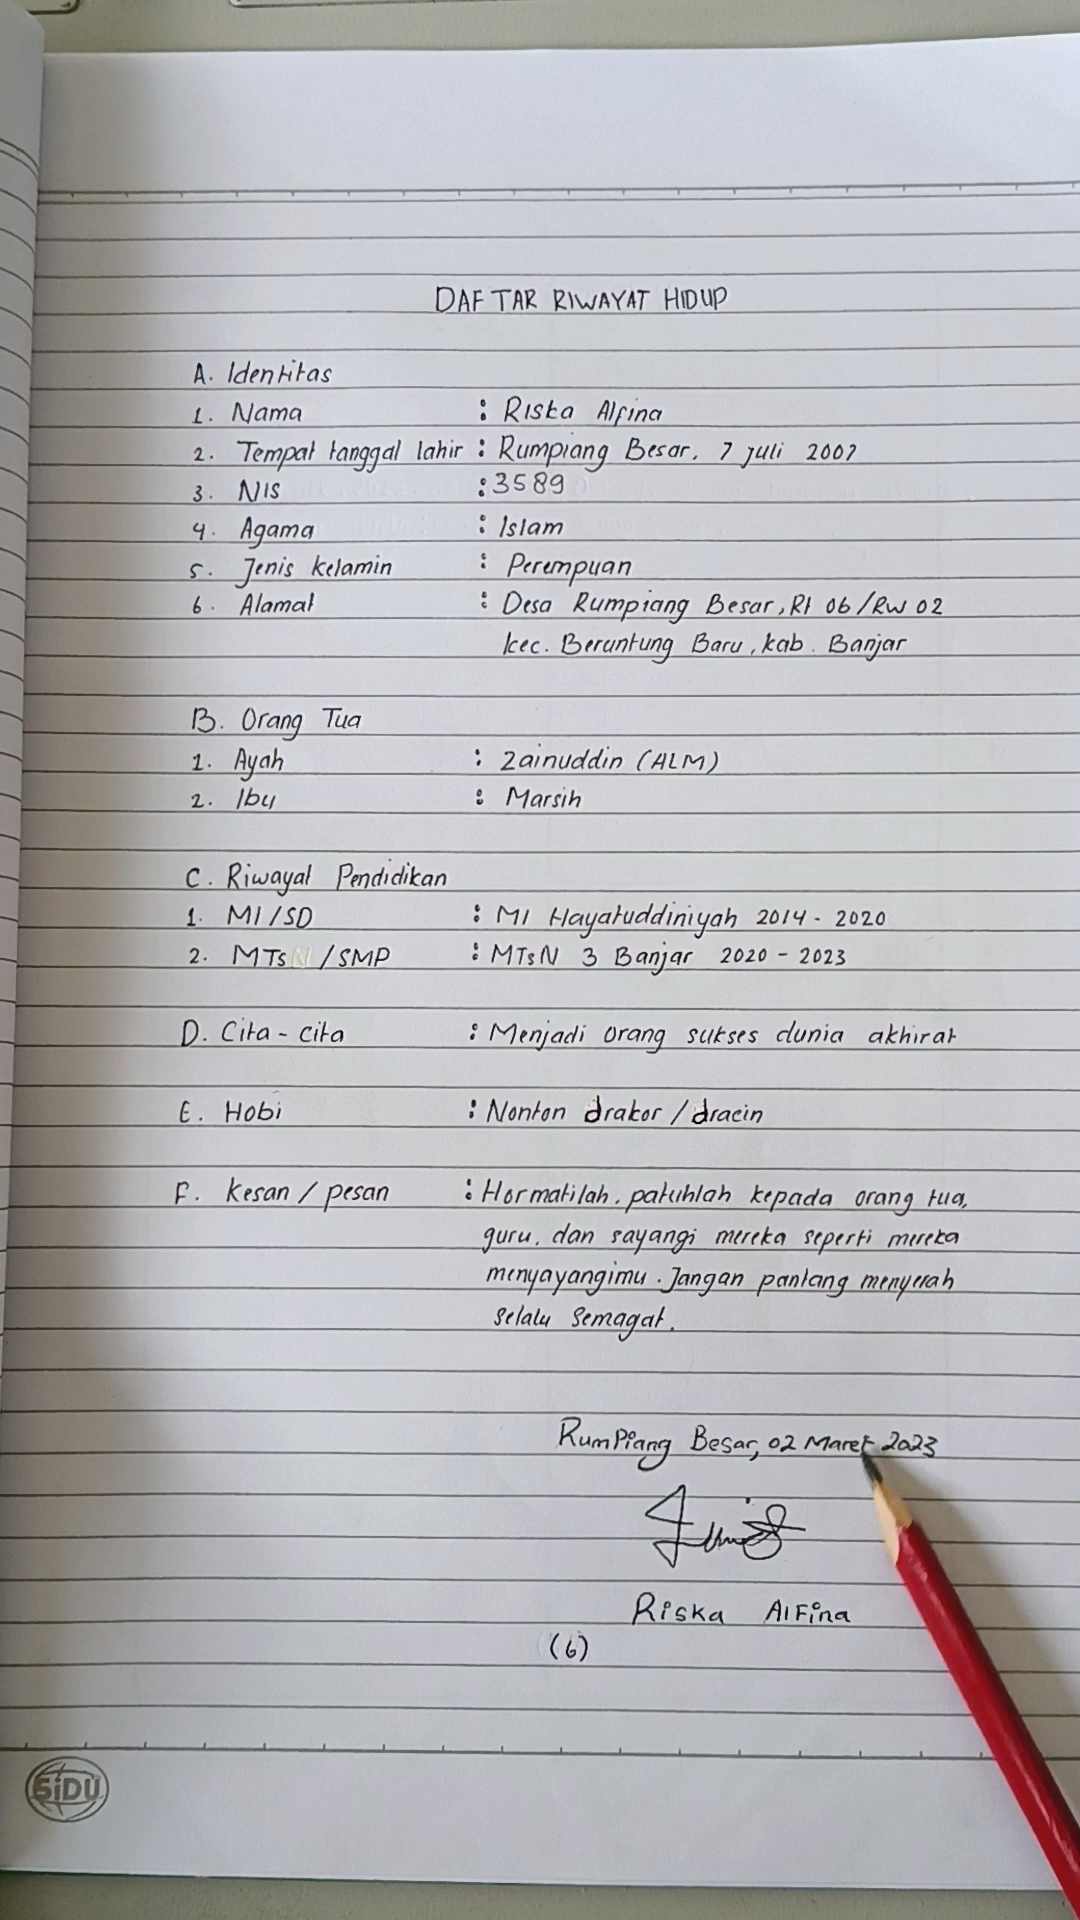 DAFTAR RIWAYAT HIDUP
A. Identitas
1. Nama : Riska Alfina
2. Tempat tanggal lahir : Rumpiang Besar, 7 juli 2007
3. NIS : 3589
4. Agama : Islam
5. Jenis kelamin : Perempuan
6. Alamat : Desa Rumpiang Besar, Rt 06/RW 02
kec. Beruntung Baru, kab. Banjar
B. Orang Tua
1. Ayah : Zainuddin (ALM)
2. Ibu : Marsih
C. Riwayat Pendidikan
1. MI/SD : MI Hayatuddiniyah 2014 - 2020
2. MTsN/SMP : MTsN 3 Banjar 2020 - 2023
D. Cita - cita : Menjadi orang sukses dunia akhirat
E. Hobi : Nonton drakor / dracin
F. Kesan / pesan : Hormatilah, patuhlah kepada orang tua,
guru, dan sayangi mereka seperti mereka
menyayangimu. Jangan pantang menyerah
selalu semagat.
Rumpiang Besar, 02 Maret 2023
Riska Alfina
(6)
SiDU